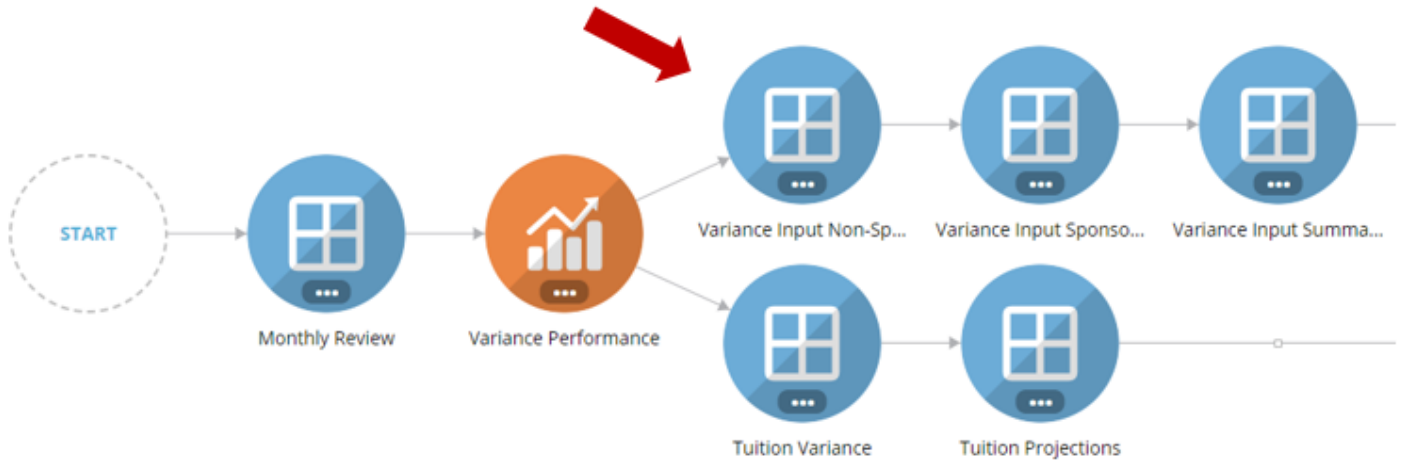 START
Monthly Review
Variance Performance
Variance Input Non-Sp...
Variance Input Sponso...
Variance Input Summa...
Tuition Variance
Tuition Projections